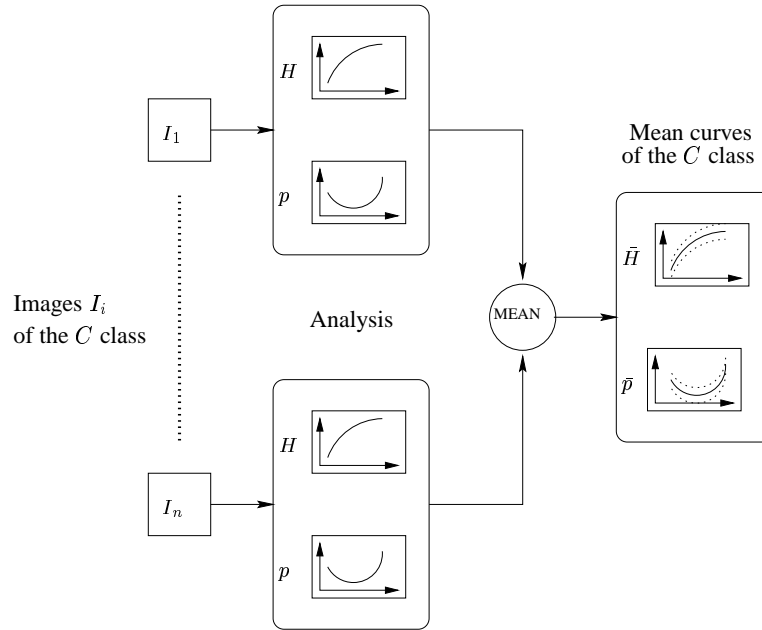 H
I₁
p
Mean curves
of the C class
H̄
Images Iᵢ
of the C class
Analysis
MEAN
p̄
H
Iₙ
p